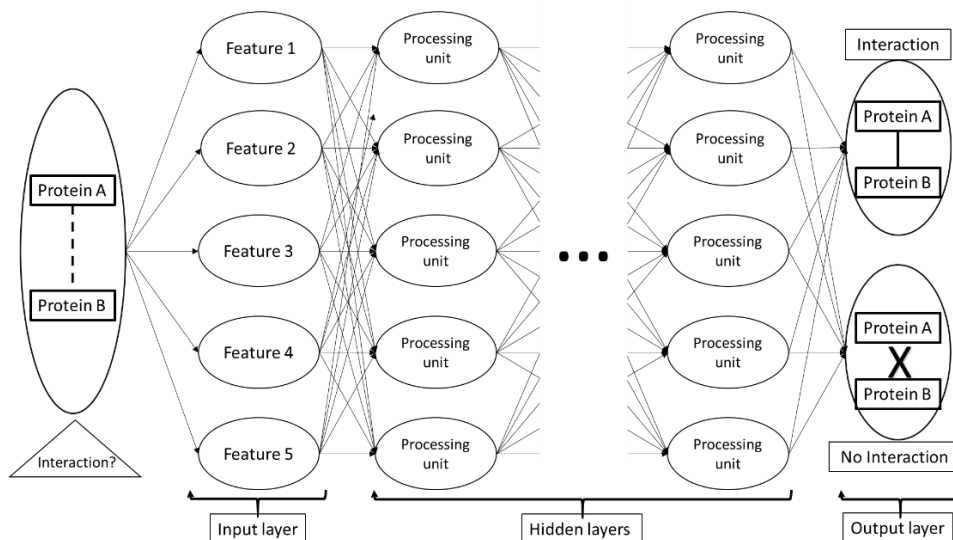 Protein A
Protein B
Interaction?
Feature 1
Feature 2
Feature 3
Feature 4
Feature 5
Input layer
Processing
unit
Processing
unit
Processing
unit
Processing
unit
Processing
unit
...
Processing
unit
Processing
unit
Processing
unit
Processing
unit
Processing
unit
Hidden layers
Interaction
Protein A
Protein B
Protein A
X
Protein B
No Interaction
Output layer